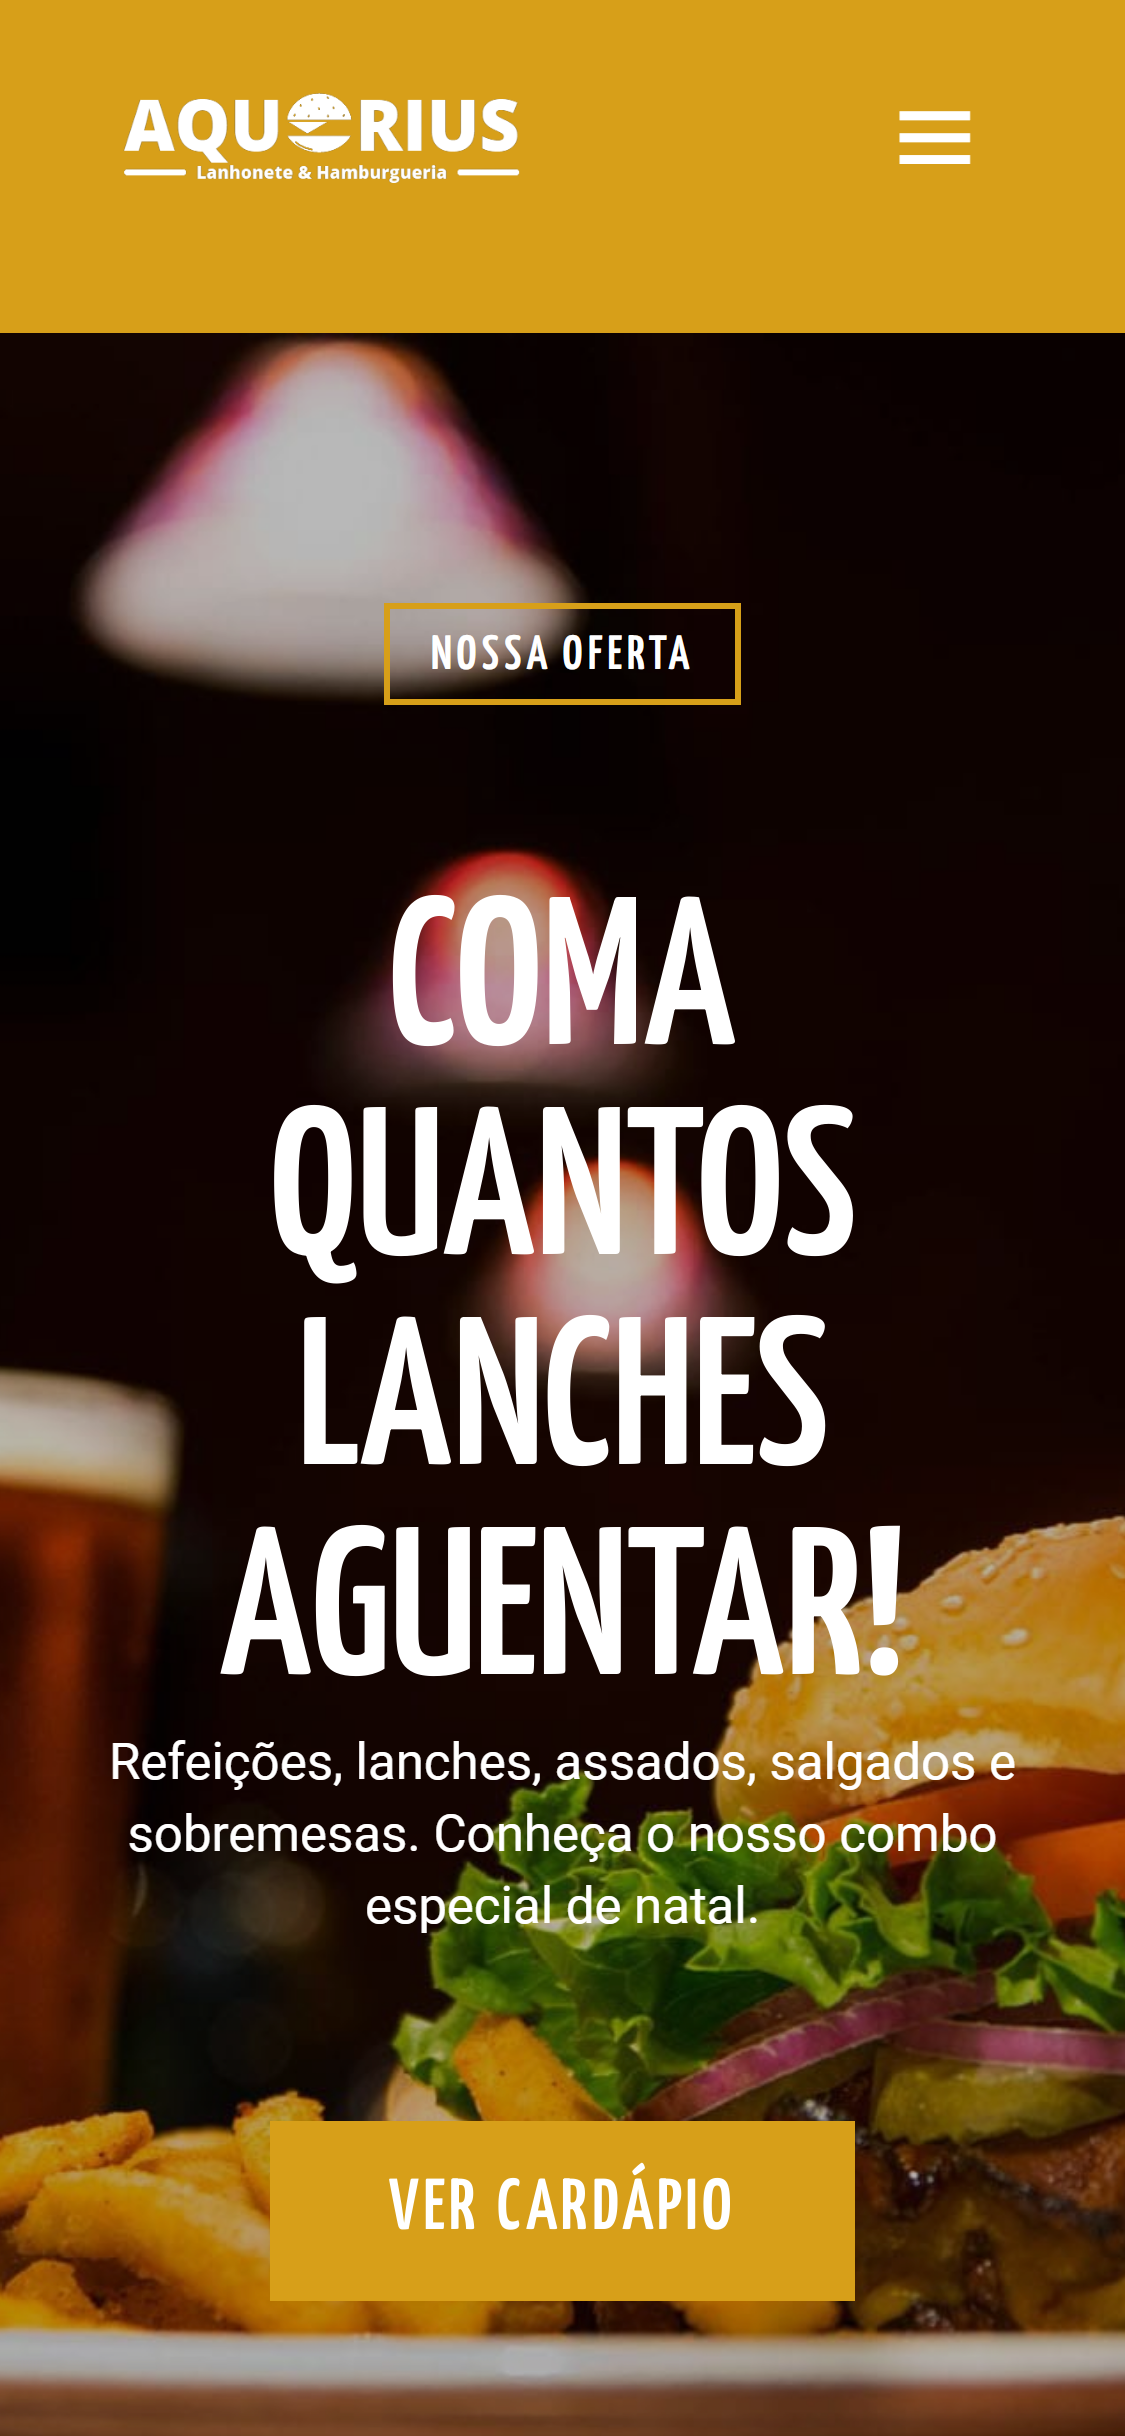 AQUARIUS
Lanhonete & Hamburgueria
NOSSA OFERTA
COMA
QUANTOS
LANCHES
AGUENTAR!
Refeições, lanches, assados, salgados e
sobremesas. Conheça o nosso combo
especial de natal.
VER CARDÁPIO